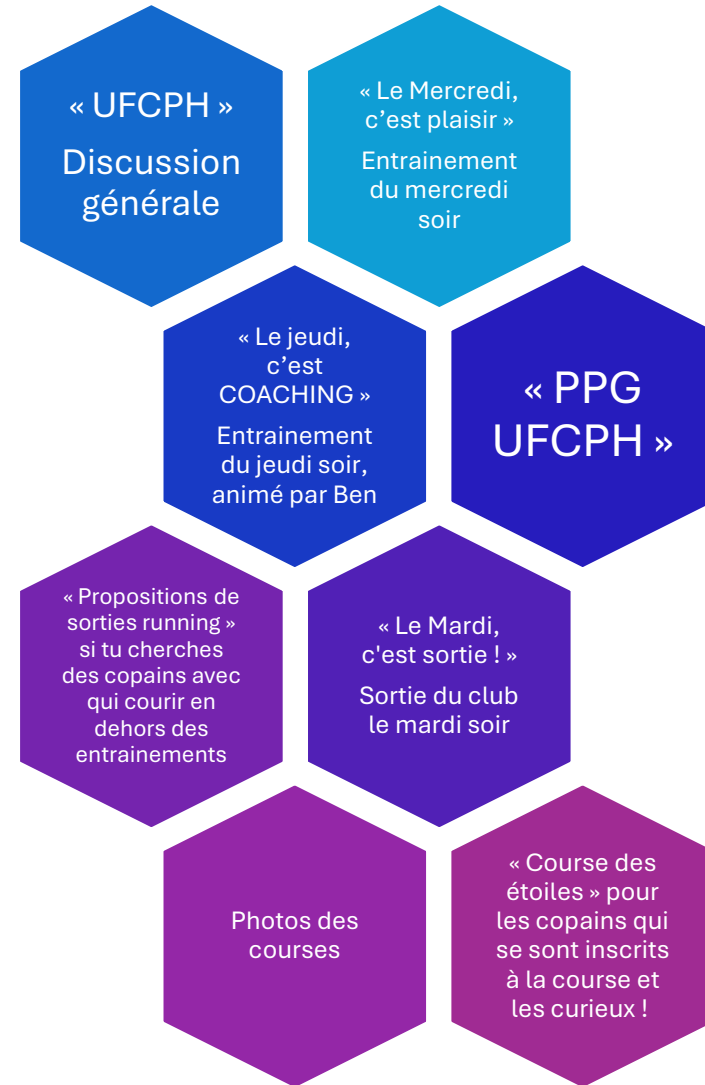 « UFCPH »
Discussion
générale
« Le Mercredi,
c’est plaisir »
Entrainement
du mercredi
soir
« Le jeudi,
c’est
COACHING »
Entrainement
du jeudi soir,
animé par Ben
« PPG
UFCPH »
« Propositions de
sorties running »
si tu cherches
des copains avec
qui courir en
dehors des
entrainements
« Le Mardi,
c'est sortie ! »
Sortie du club
le mardi soir
Photos des
courses
« Course des
étoiles » pour
les copains qui
se sont inscrits
à la course et
les curieux !